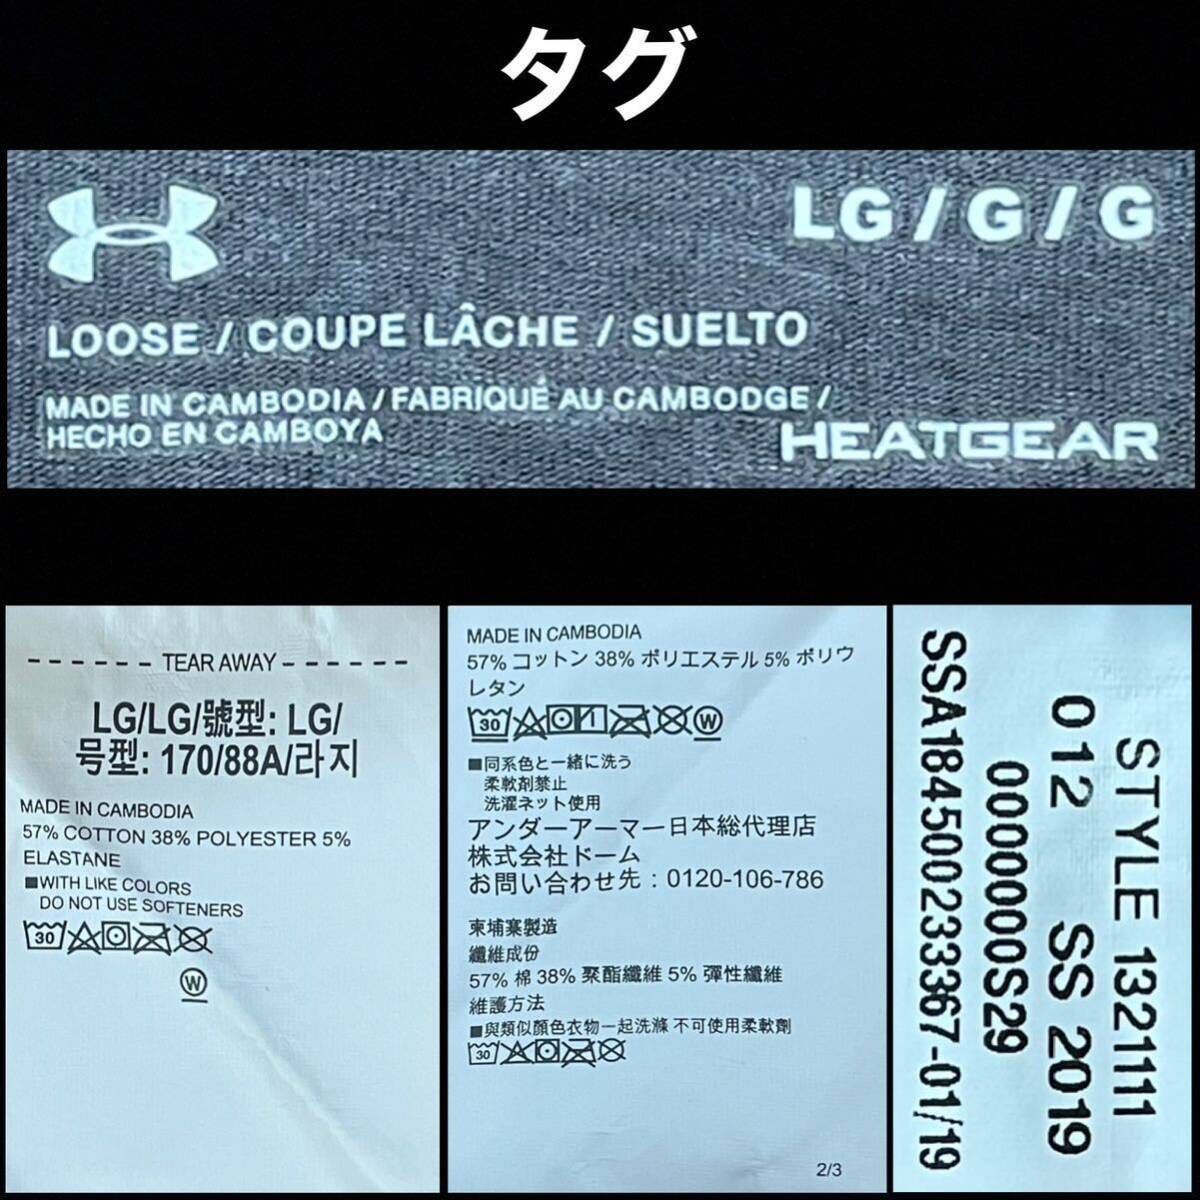 タグ
LG / G / G
LOOSE / COUPE LÂCHE / SUELTO
MADE IN CAMBODIA / FABRIQUÉ AU CAMBODGE /
HECHO EN CAMBOYA
HEATGEAR
- - - - - - TEAR AWAY - - - - - -
LG/LG/號型: LG/
号型: 170/88A/라지
MADE IN CAMBODIA
57% COTTON 38% POLYESTER 5%
ELASTANE
■WITH LIKE COLORS
DO NOT USE SOFTENERS
30
W
MADE IN CAMBODIA
57% コットン 38% ポリエステル 5% ポリウ
レタン
30 W
■同系色と一緒に洗う
柔軟剤禁止
洗濯ネット使用
アンダーアーマー日本総代理店
株式会社ドーム
お問い合わせ先：0120-106-786
柬埔寨製造
纖維成份
57% 棉 38% 聚酯纖維 5% 彈性纖維
維護方法
■與類似顏色衣物一起洗滌 不可使用柔軟劑
30
2/3
STYLE 1321111
012 SS 2019
0000000S29
SSA184500233367-01/19